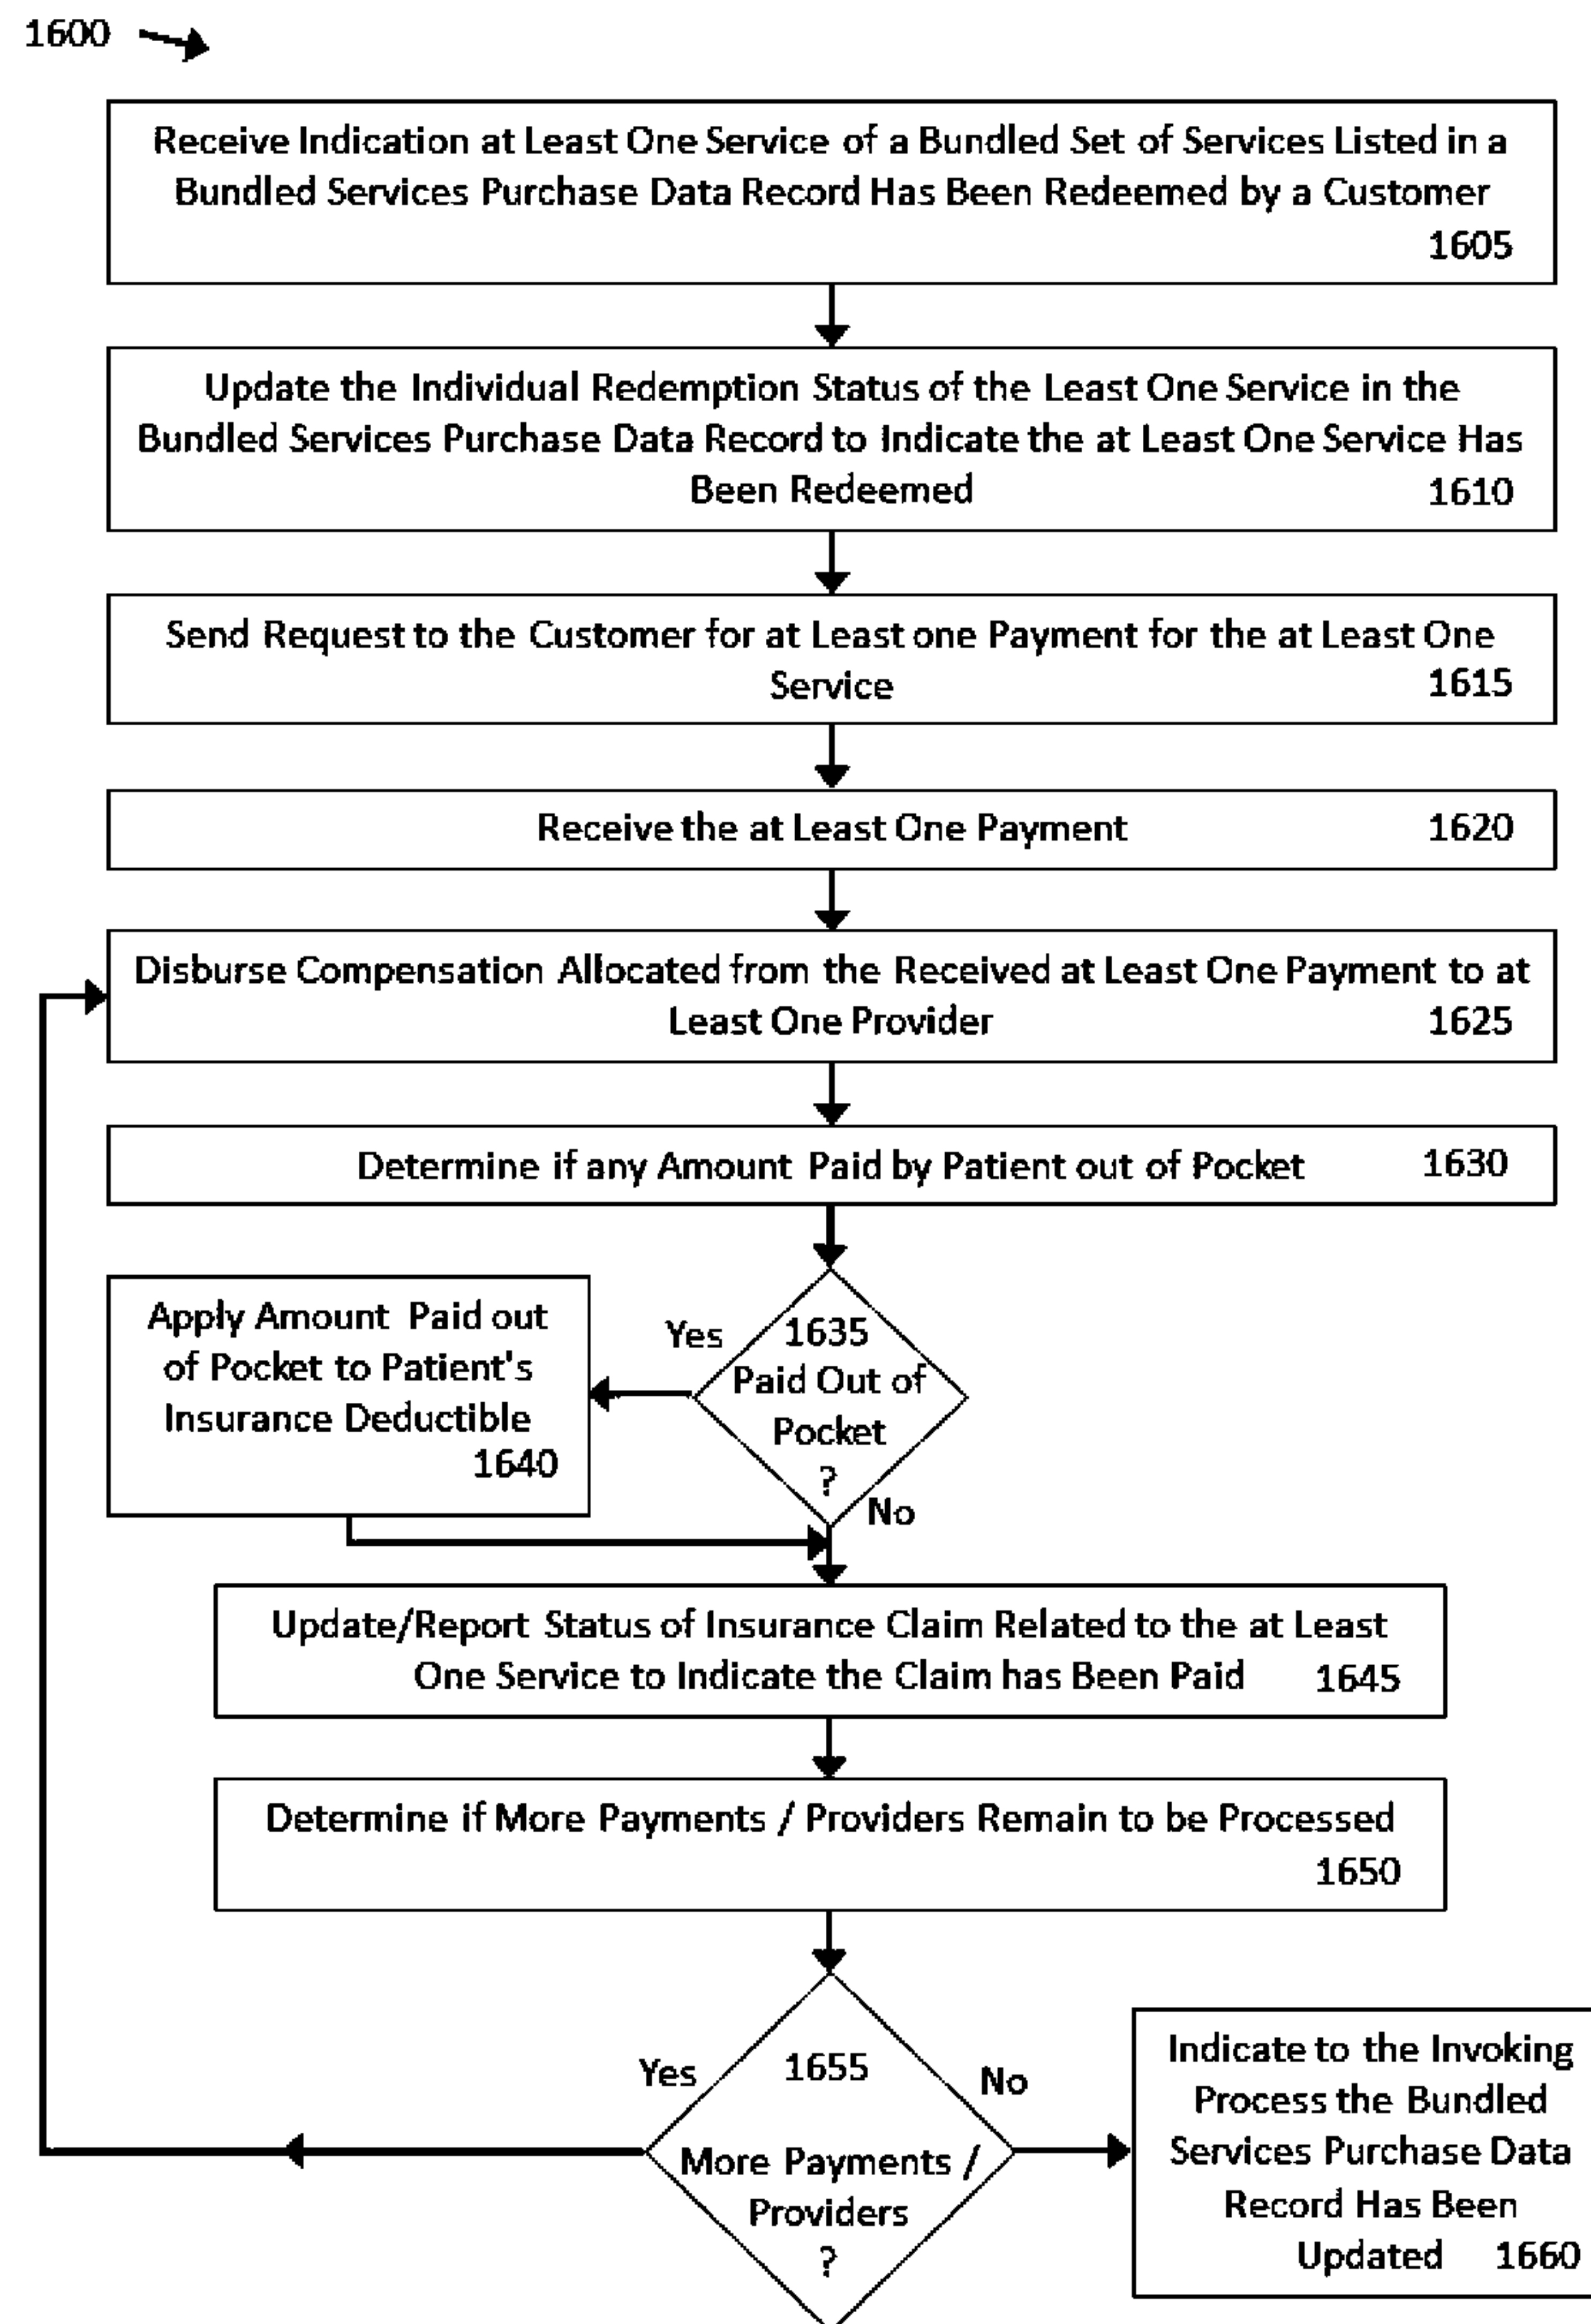 1600
Receive Indication at Least One Service of a Bundled Set of Services Listed in a
Bundled Services Purchase Data Record Has Been Redeemed by a Customer
1605
Update the Individual Redemption Status of the Least One Service in the
Bundled Services Purchase Data Record to Indicate the at Least One Service Has
Been Redeemed 1610
Send Request to the Customer for at Least one Payment for the at Least One
Service 1615
Receive the at Least One Payment 1620
Disburse Compensation Allocated from the Received at Least One Payment to at
Least One Provider 1625
Determine if any Amount Paid by Patient out of Pocket 1630
1635
Paid Out of
Pocket
?
Yes
Apply Amount Paid out
of Pocket to Patient's
Insurance Deductible
1640
No
Update/Report Status of Insurance Claim Related to the at Least
One Service to Indicate the Claim has Been Paid 1645
Determine if More Payments / Providers Remain to be Processed
1650
1655
More Payments /
Providers
?
Yes
No
Indicate to the Invoking
Process the Bundled
Services Purchase Data
Record Has Been
Updated 1660